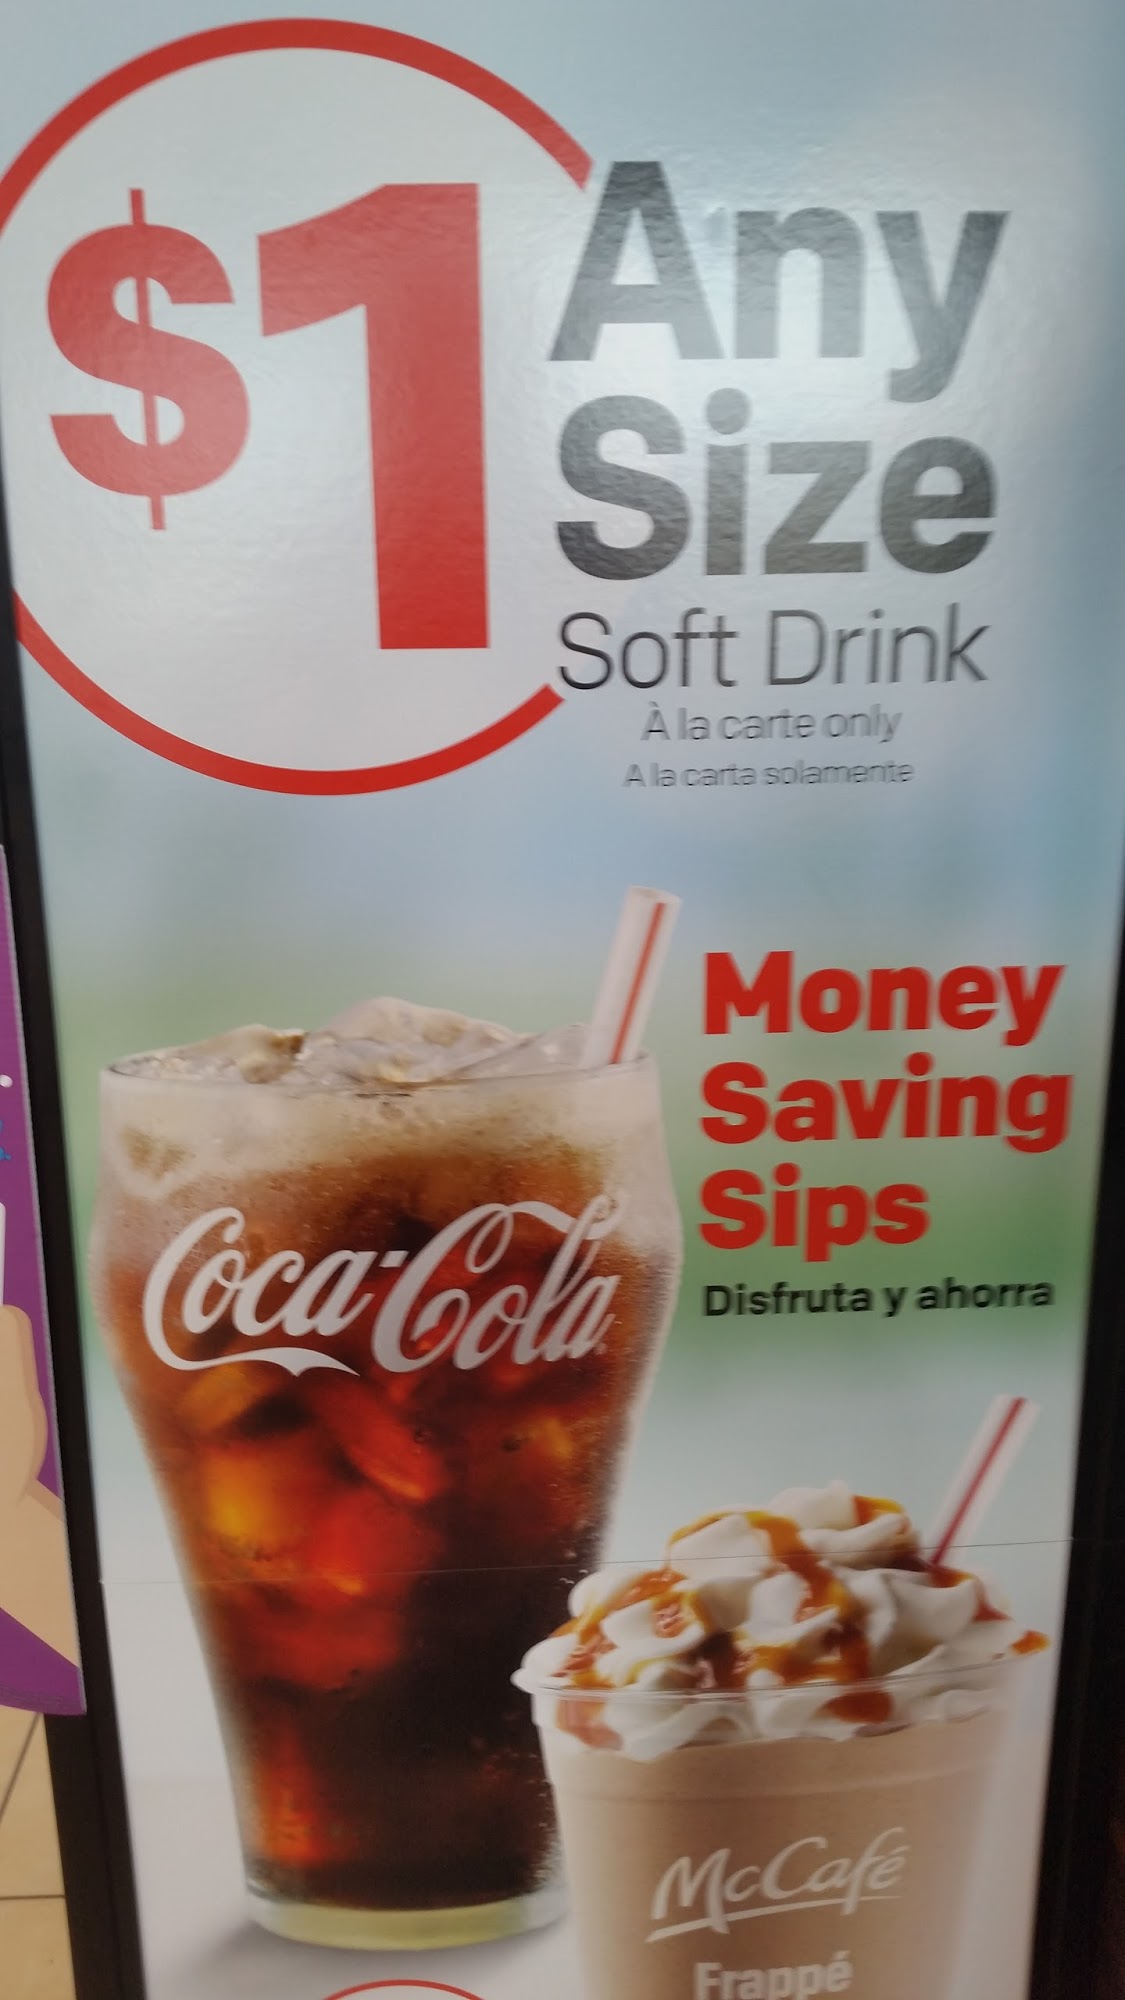 $1
Any
Size
Soft Drink
À la carte only
A la carta solamente
Money
Saving
Sips
Disfruta y ahorra
Coca-Cola
McCafé
Frappé